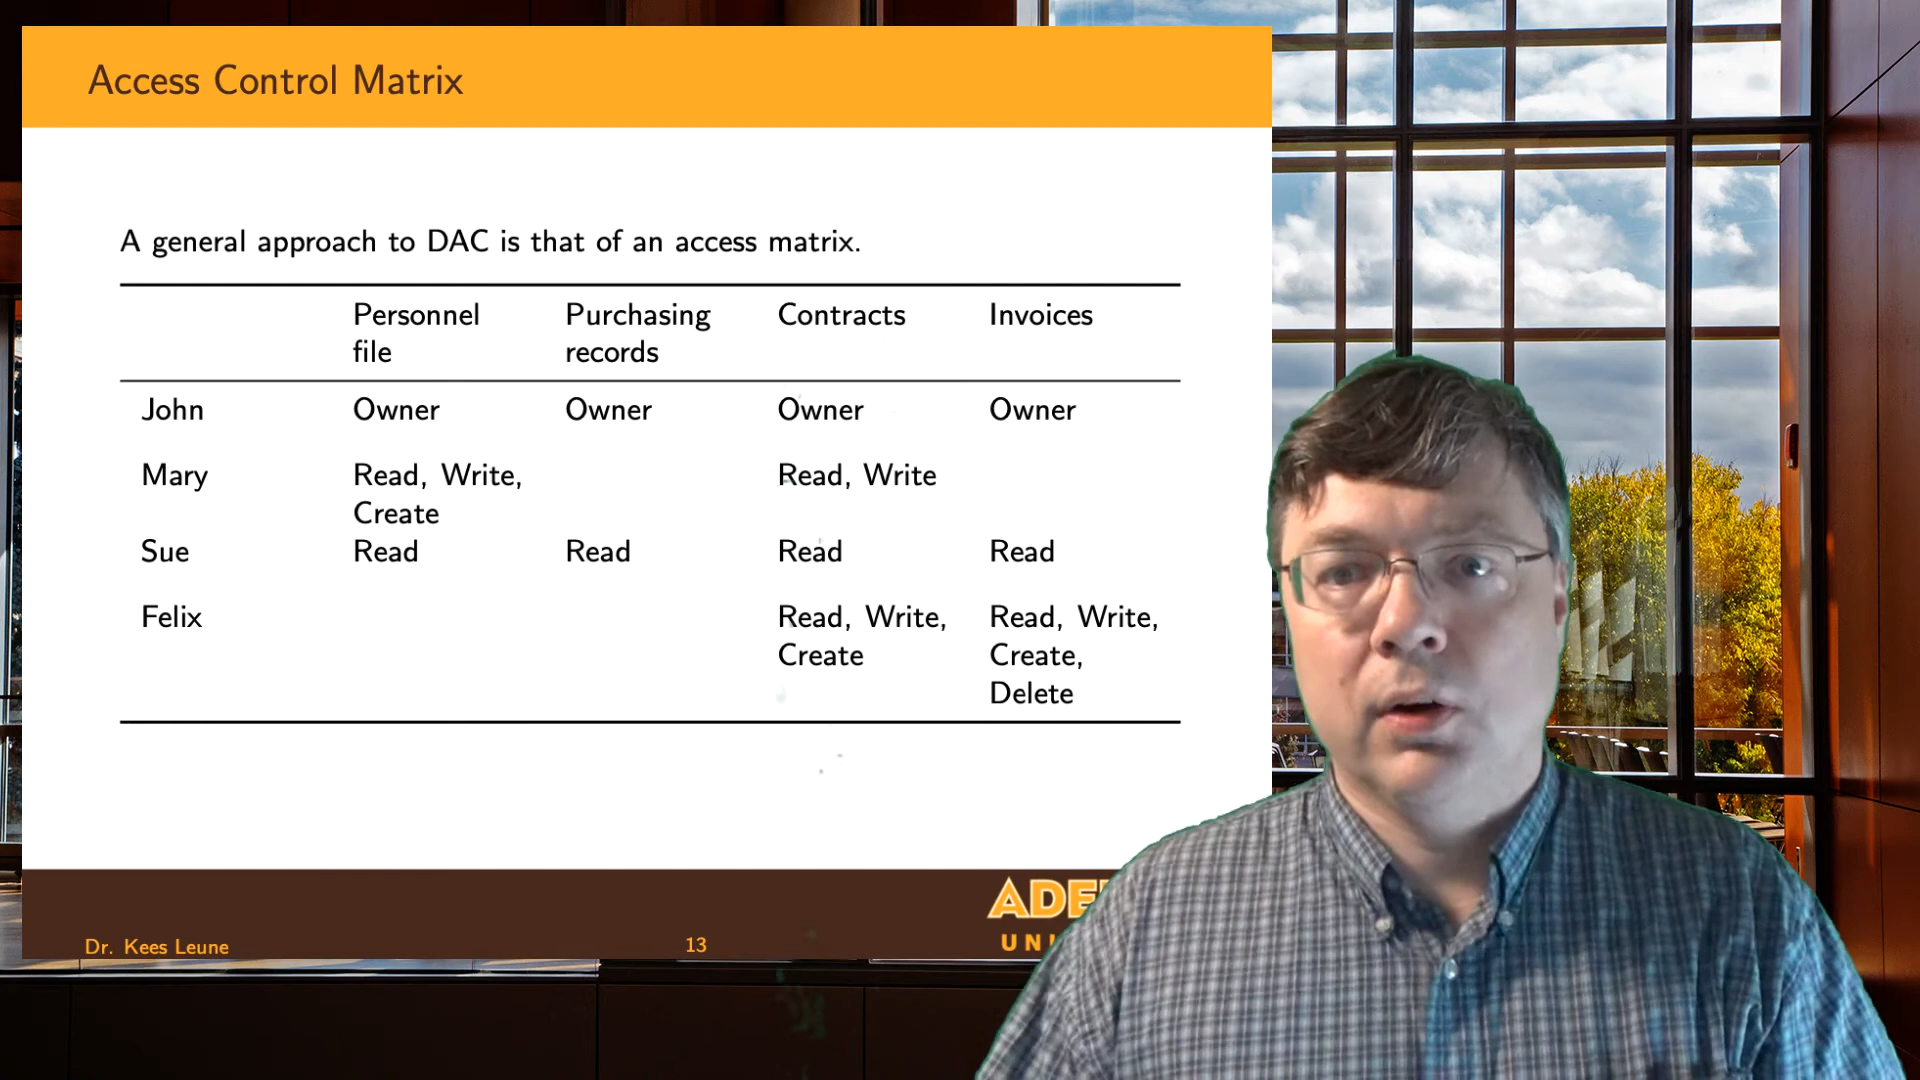 Access Control Matrix
A general approach to DAC is that of an access matrix.
Personnel file Purchasing records Contracts Invoices
John Owner Owner Owner Owner
Mary Read, Write, Create Read, Write
Sue Read Read Read Read
Felix Read, Write, Create Read, Write, Create, Delete
Dr. Kees Leune 13